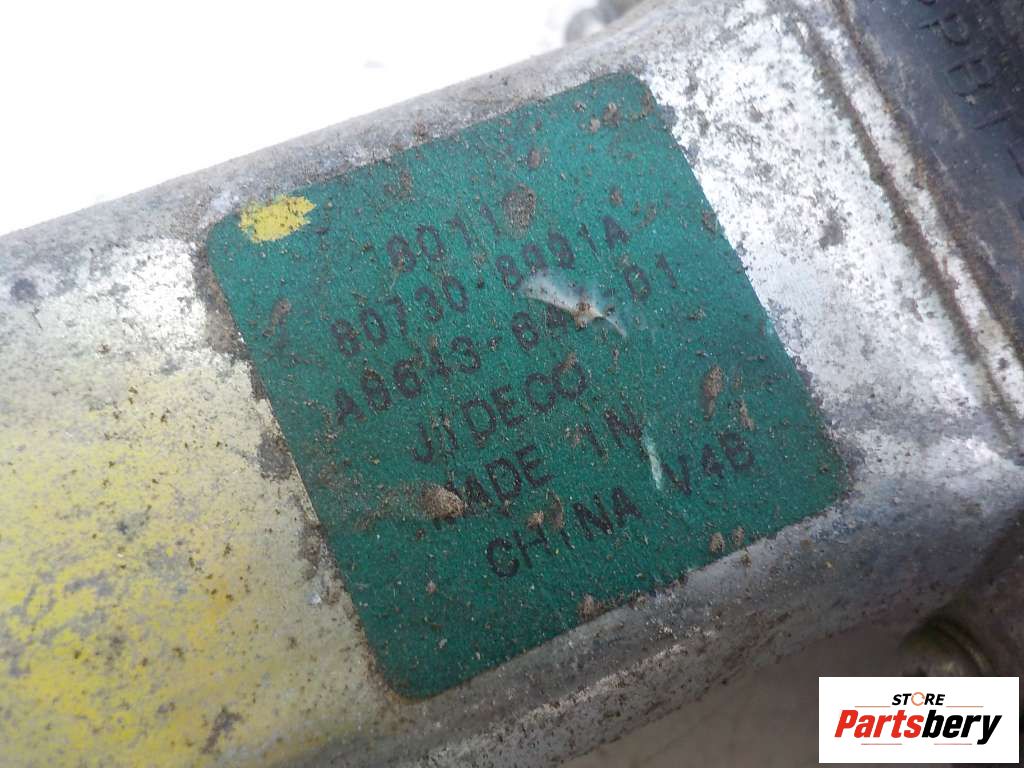 8011
80730-8991A
JIDECO
MADE IN
CHINA V4B
STORE
Partsbery